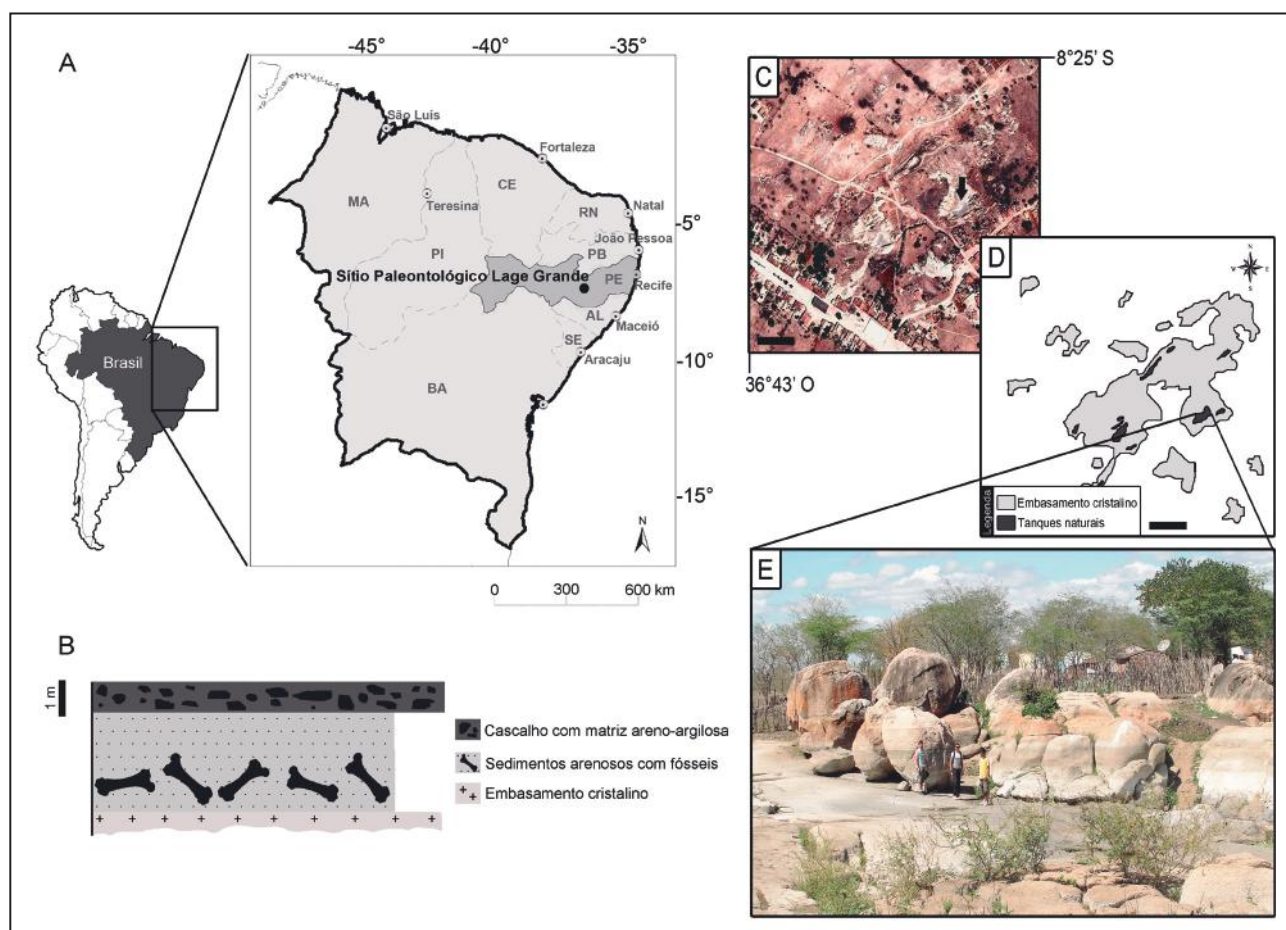 A
-45°
-40°
-35°
São Luís
Fortaleza
MA
Teresina
CE
RN
Natal
-5°
João Pessoa
PI
PB
Sítio Paleontológico Lage Grande
PE
Recife
AL
Maceió
SE
Aracaju
-10°
BA
-15°
Brasil
N
0 300 600 km
B
1 m
Cascalho com matriz areno-argilosa
Sedimentos arenosos com fósseis
Embasamento cristalino
C
8°25' S
36°43' O
D
N
W E
S
Legenda
Embasamento cristalino
Tanques naturais
E